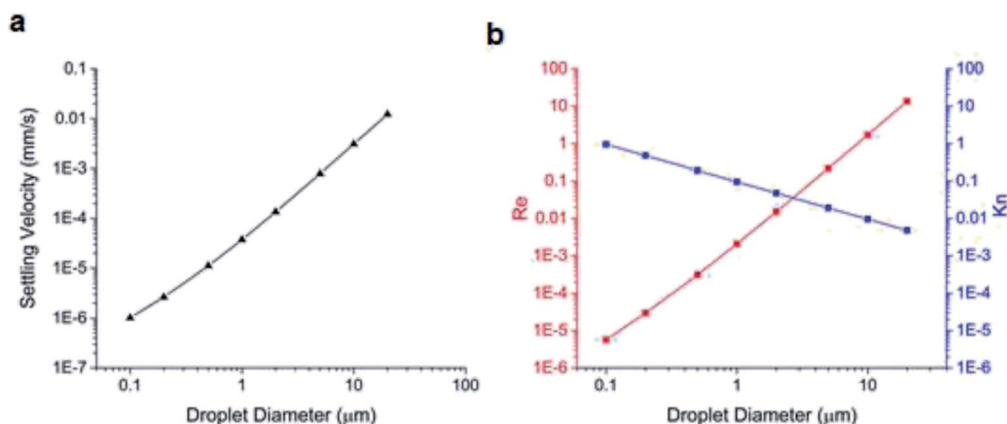 a
b
0.1
0.01
1E-3
1E-4
1E-5
1E-6
1E-7
Settling Velocity (mm/s)
0.1
1
10
100
Droplet Diameter (μm)
100
10
1
0.1
0.01
1E-3
1E-4
1E-5
1E-6
Re
0.1
1
10
Droplet Diameter (μm)
100
10
1
0.1
0.01
1E-3
1E-4
1E-5
1E-6
Kn